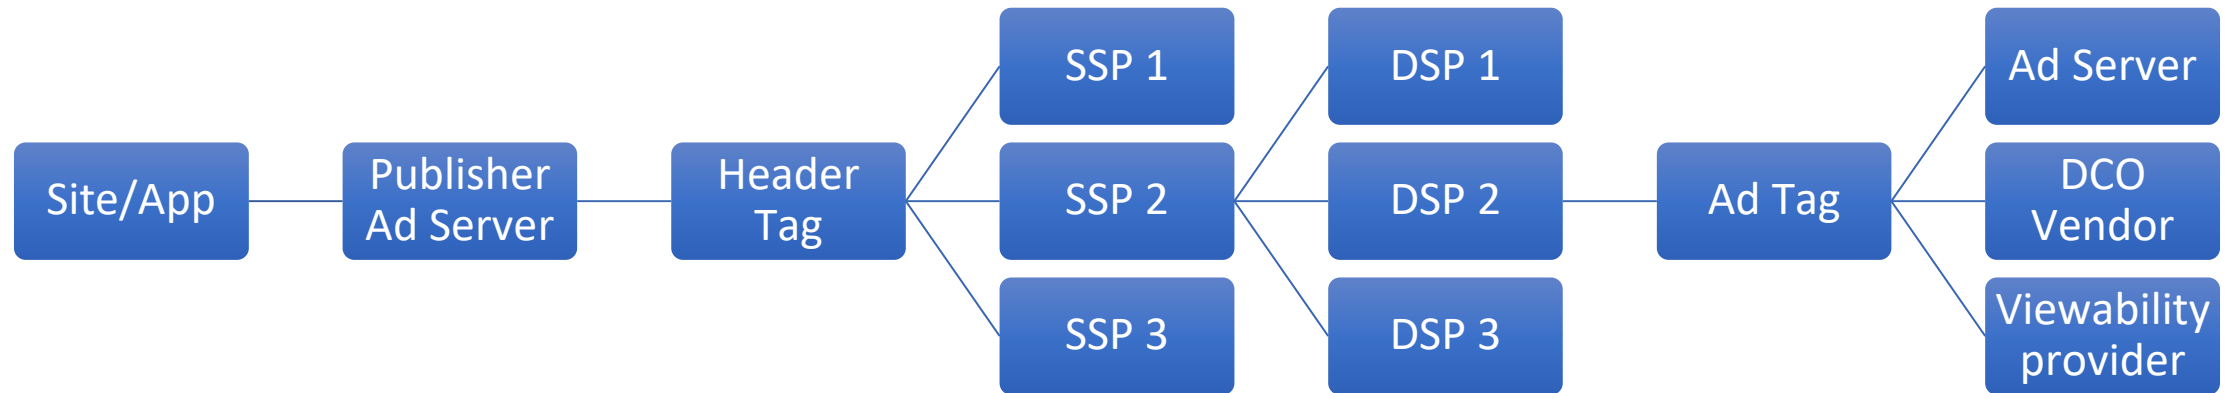 Site/App
Publisher
Ad Server
Header
Tag
SSP 1
SSP 2
SSP 3
DSP 1
DSP 2
DSP 3
Ad Tag
Ad Server
DCO
Vendor
Viewability
provider